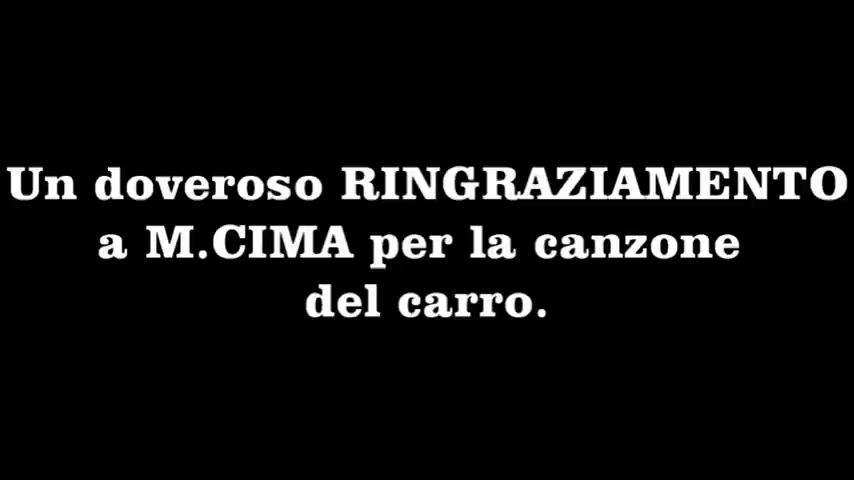 Un doveroso RINGRAZIAMENTO
a M.CIMA per la canzone
del carro.